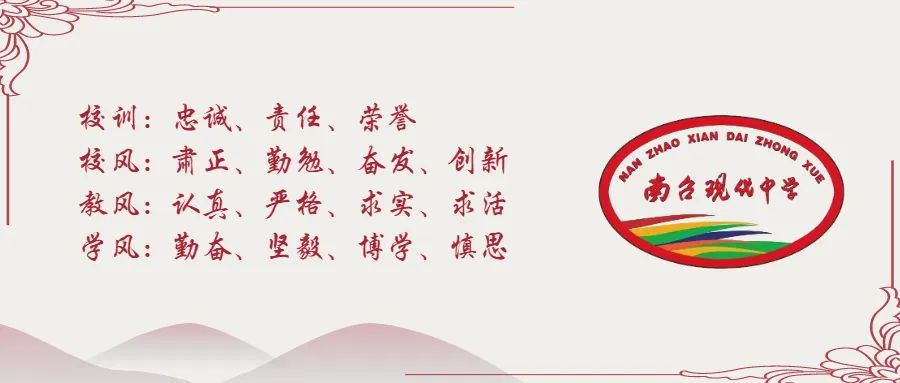 校训：忠诚、责任、荣誉
校风：肃正、勤勉、奋发、创新
教风：认真、严格、求实、求活
学风：勤奋、坚毅、博学、慎思
NAN ZHAO XIAN DAI ZHONG XUE
南召现代中学